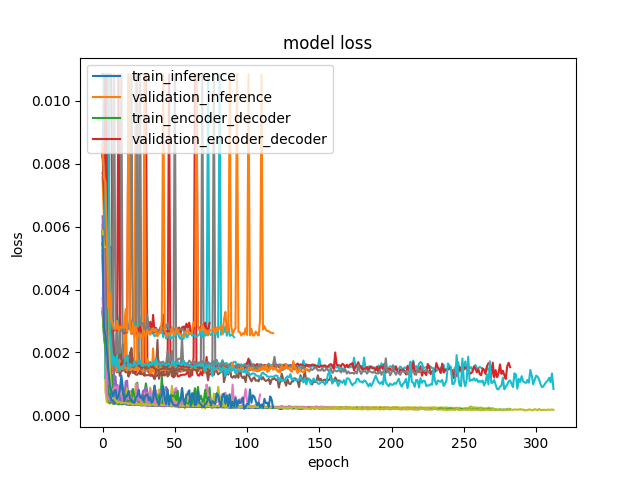 model loss
train_inference
validation_inference
train_encoder_decoder
validation_encoder_decoder
loss
0.010
0.008
0.006
0.004
0.002
0.000
0 50 100 150 200 250 300
epoch